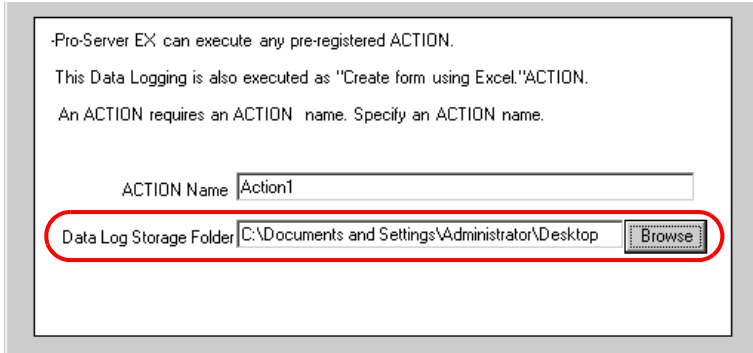 -Pro-Server EX can execute any pre-registered ACTION.
This Data Logging is also executed as "Create form using Excel."ACTION.
An ACTION requires an ACTION name. Specify an ACTION name.
ACTION Name Action1
Data Log Storage Folder C:\Documents and Settings\Administrator\Desktop Browse